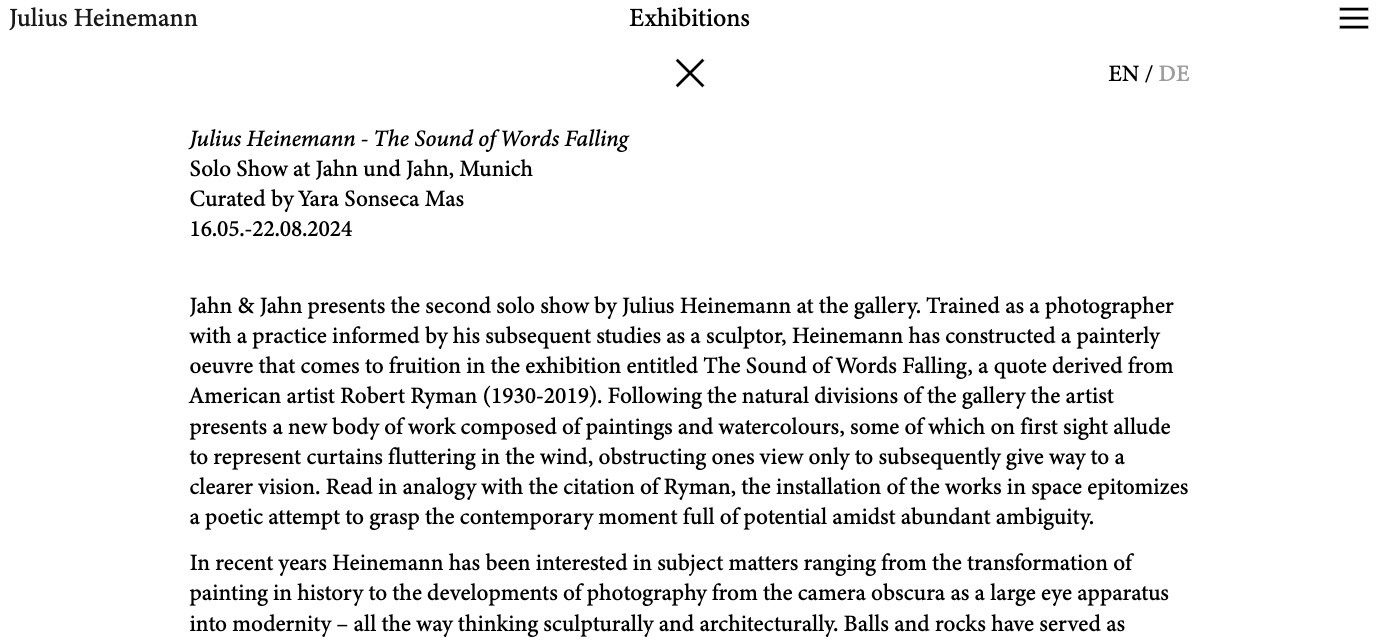 Julius Heinemann
Exhibitions
EN / DE
Julius Heinemann - The Sound of Words Falling
Solo Show at Jahn und Jahn, Munich
Curated by Yara Sonseca Mas
16.05.-22.08.2024
Jahn & Jahn presents the second solo show by Julius Heinemann at the gallery. Trained as a photographer
with a practice informed by his subsequent studies as a sculptor, Heinemann has constructed a painterly
oeuvre that comes to fruition in the exhibition entitled The Sound of Words Falling, a quote derived from
American artist Robert Ryman (1930-2019). Following the natural divisions of the gallery the artist
presents a new body of work composed of paintings and watercolours, some of which on first sight allude
to represent curtains fluttering in the wind, obstructing ones view only to subsequently give way to a
clearer vision. Read in analogy with the citation of Ryman, the installation of the works in space epitomizes
a poetic attempt to grasp the contemporary moment full of potential amidst abundant ambiguity.
In recent years Heinemann has been interested in subject matters ranging from the transformation of
painting in history to the developments of photography from the camera obscura as a large eye apparatus
into modernity – all the way thinking sculpturally and architecturally. Balls and rocks have served as